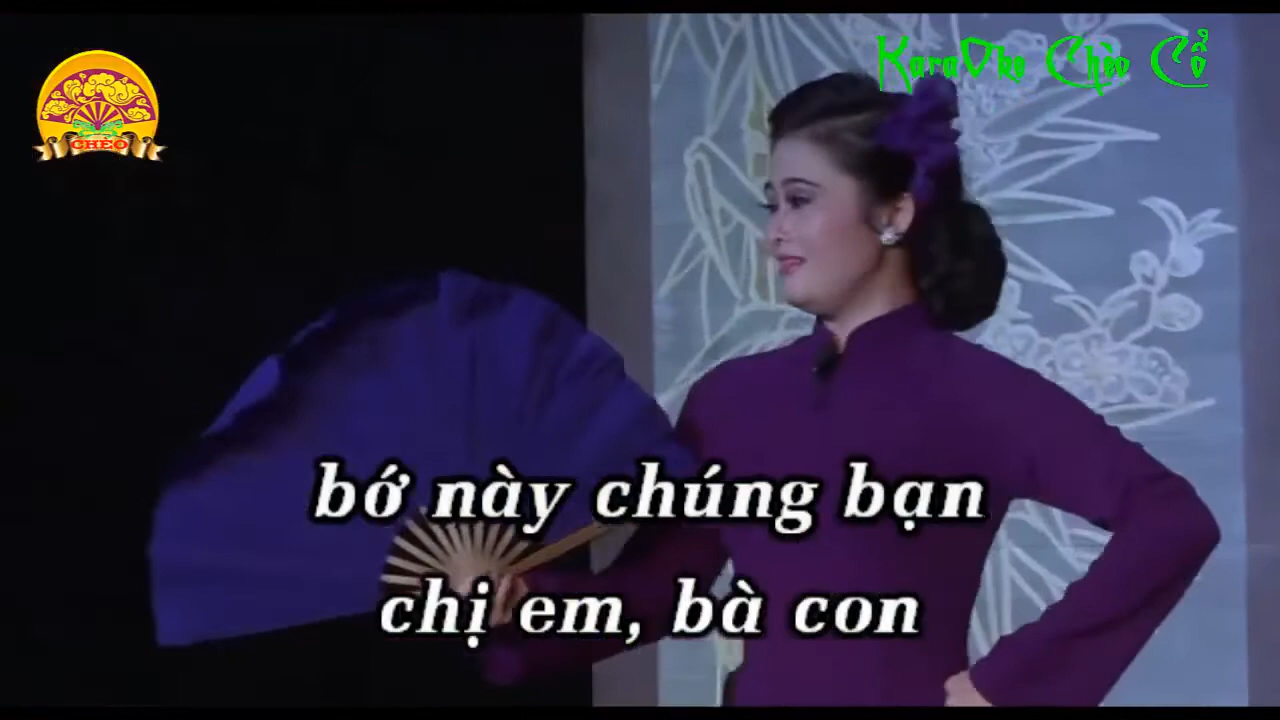 KaraOke Chèo Cổ
CHÈO
bớ này chúng bạn
chị em, bà con